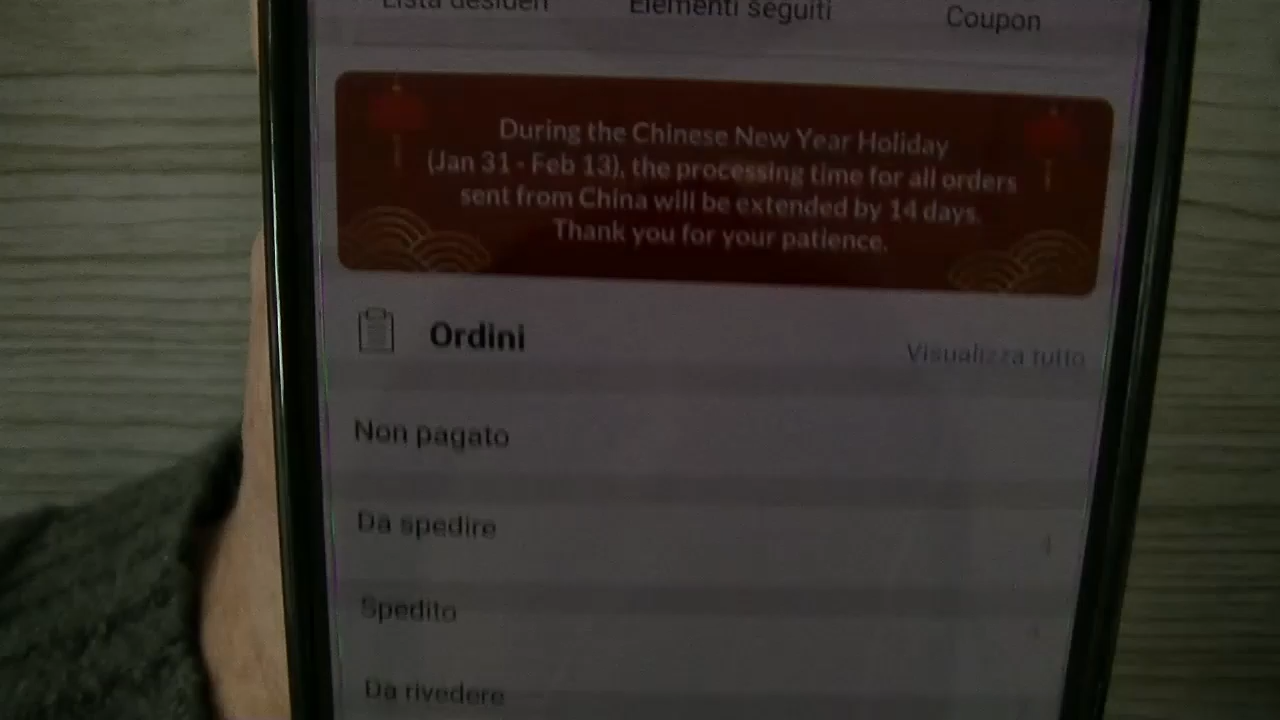 Lista desideri
Elementi seguiti
Coupon
During the Chinese New Year Holiday
(Jan 31 - Feb 13), the processing time for all orders
sent from China will be extended by 14 days.
Thank you for your patience.
Ordini
Visualizza tutto
Non pagato
Da spedire
Spedito
Da rivedere